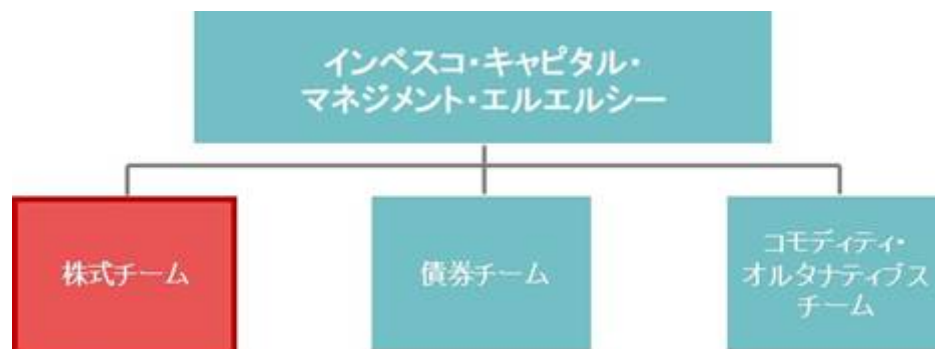 インベスコ・キャピタル・
マネジメント・エルエルシー
株式チーム
債券チーム
コモディティ・
オルタナティブス
チーム